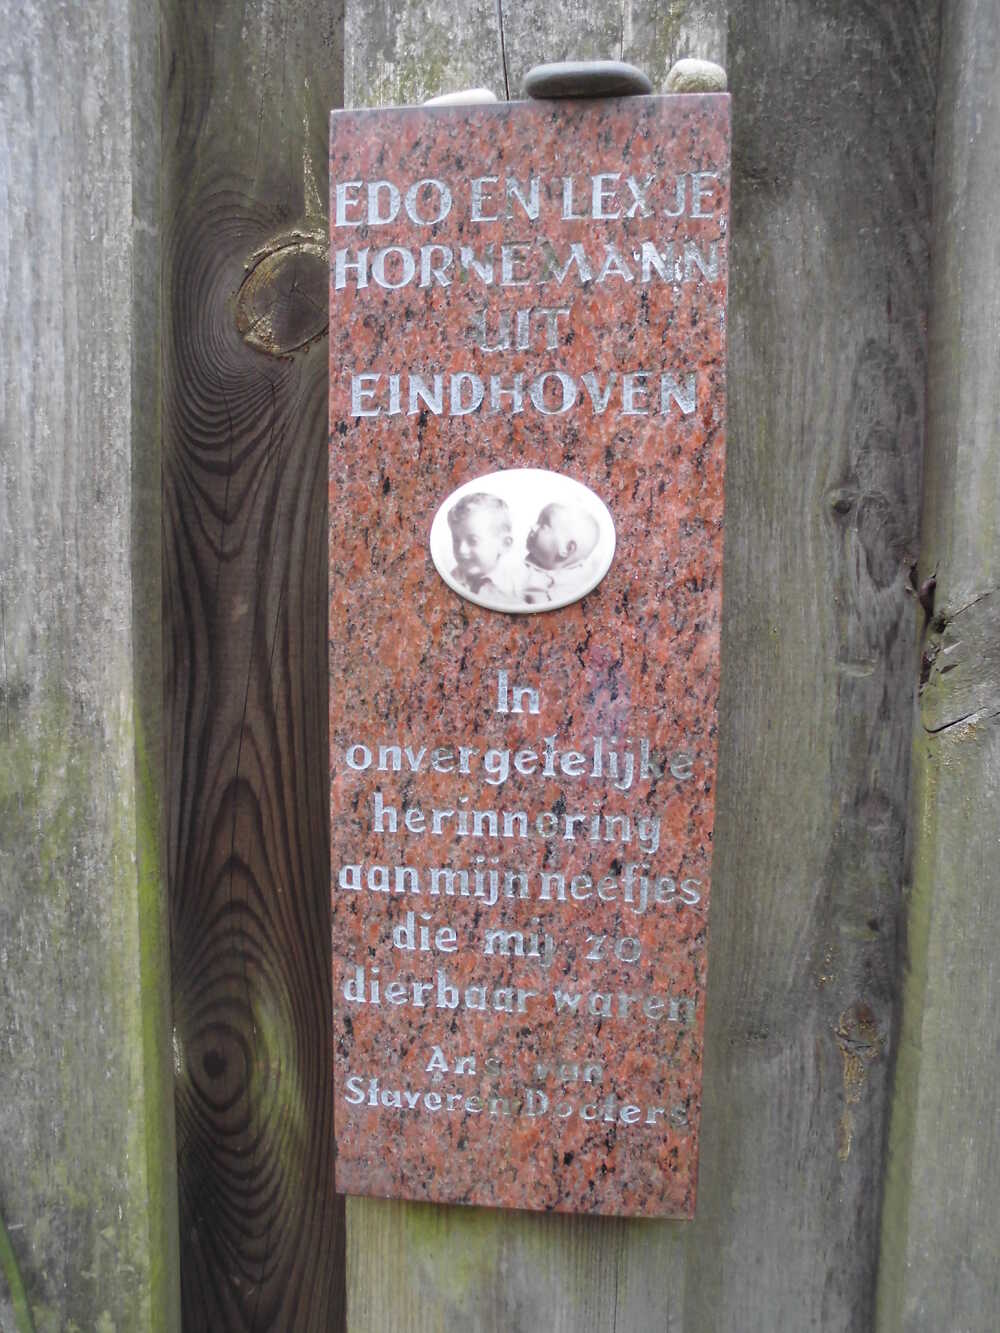 EDO EN LEXJE
HORNEMANN
UIT
EINDHOVEN
In
onvergetelijke
herinnering
aan mijn neefjes
die mij zo
dierbaar waren
Ans van
Staveren Docters